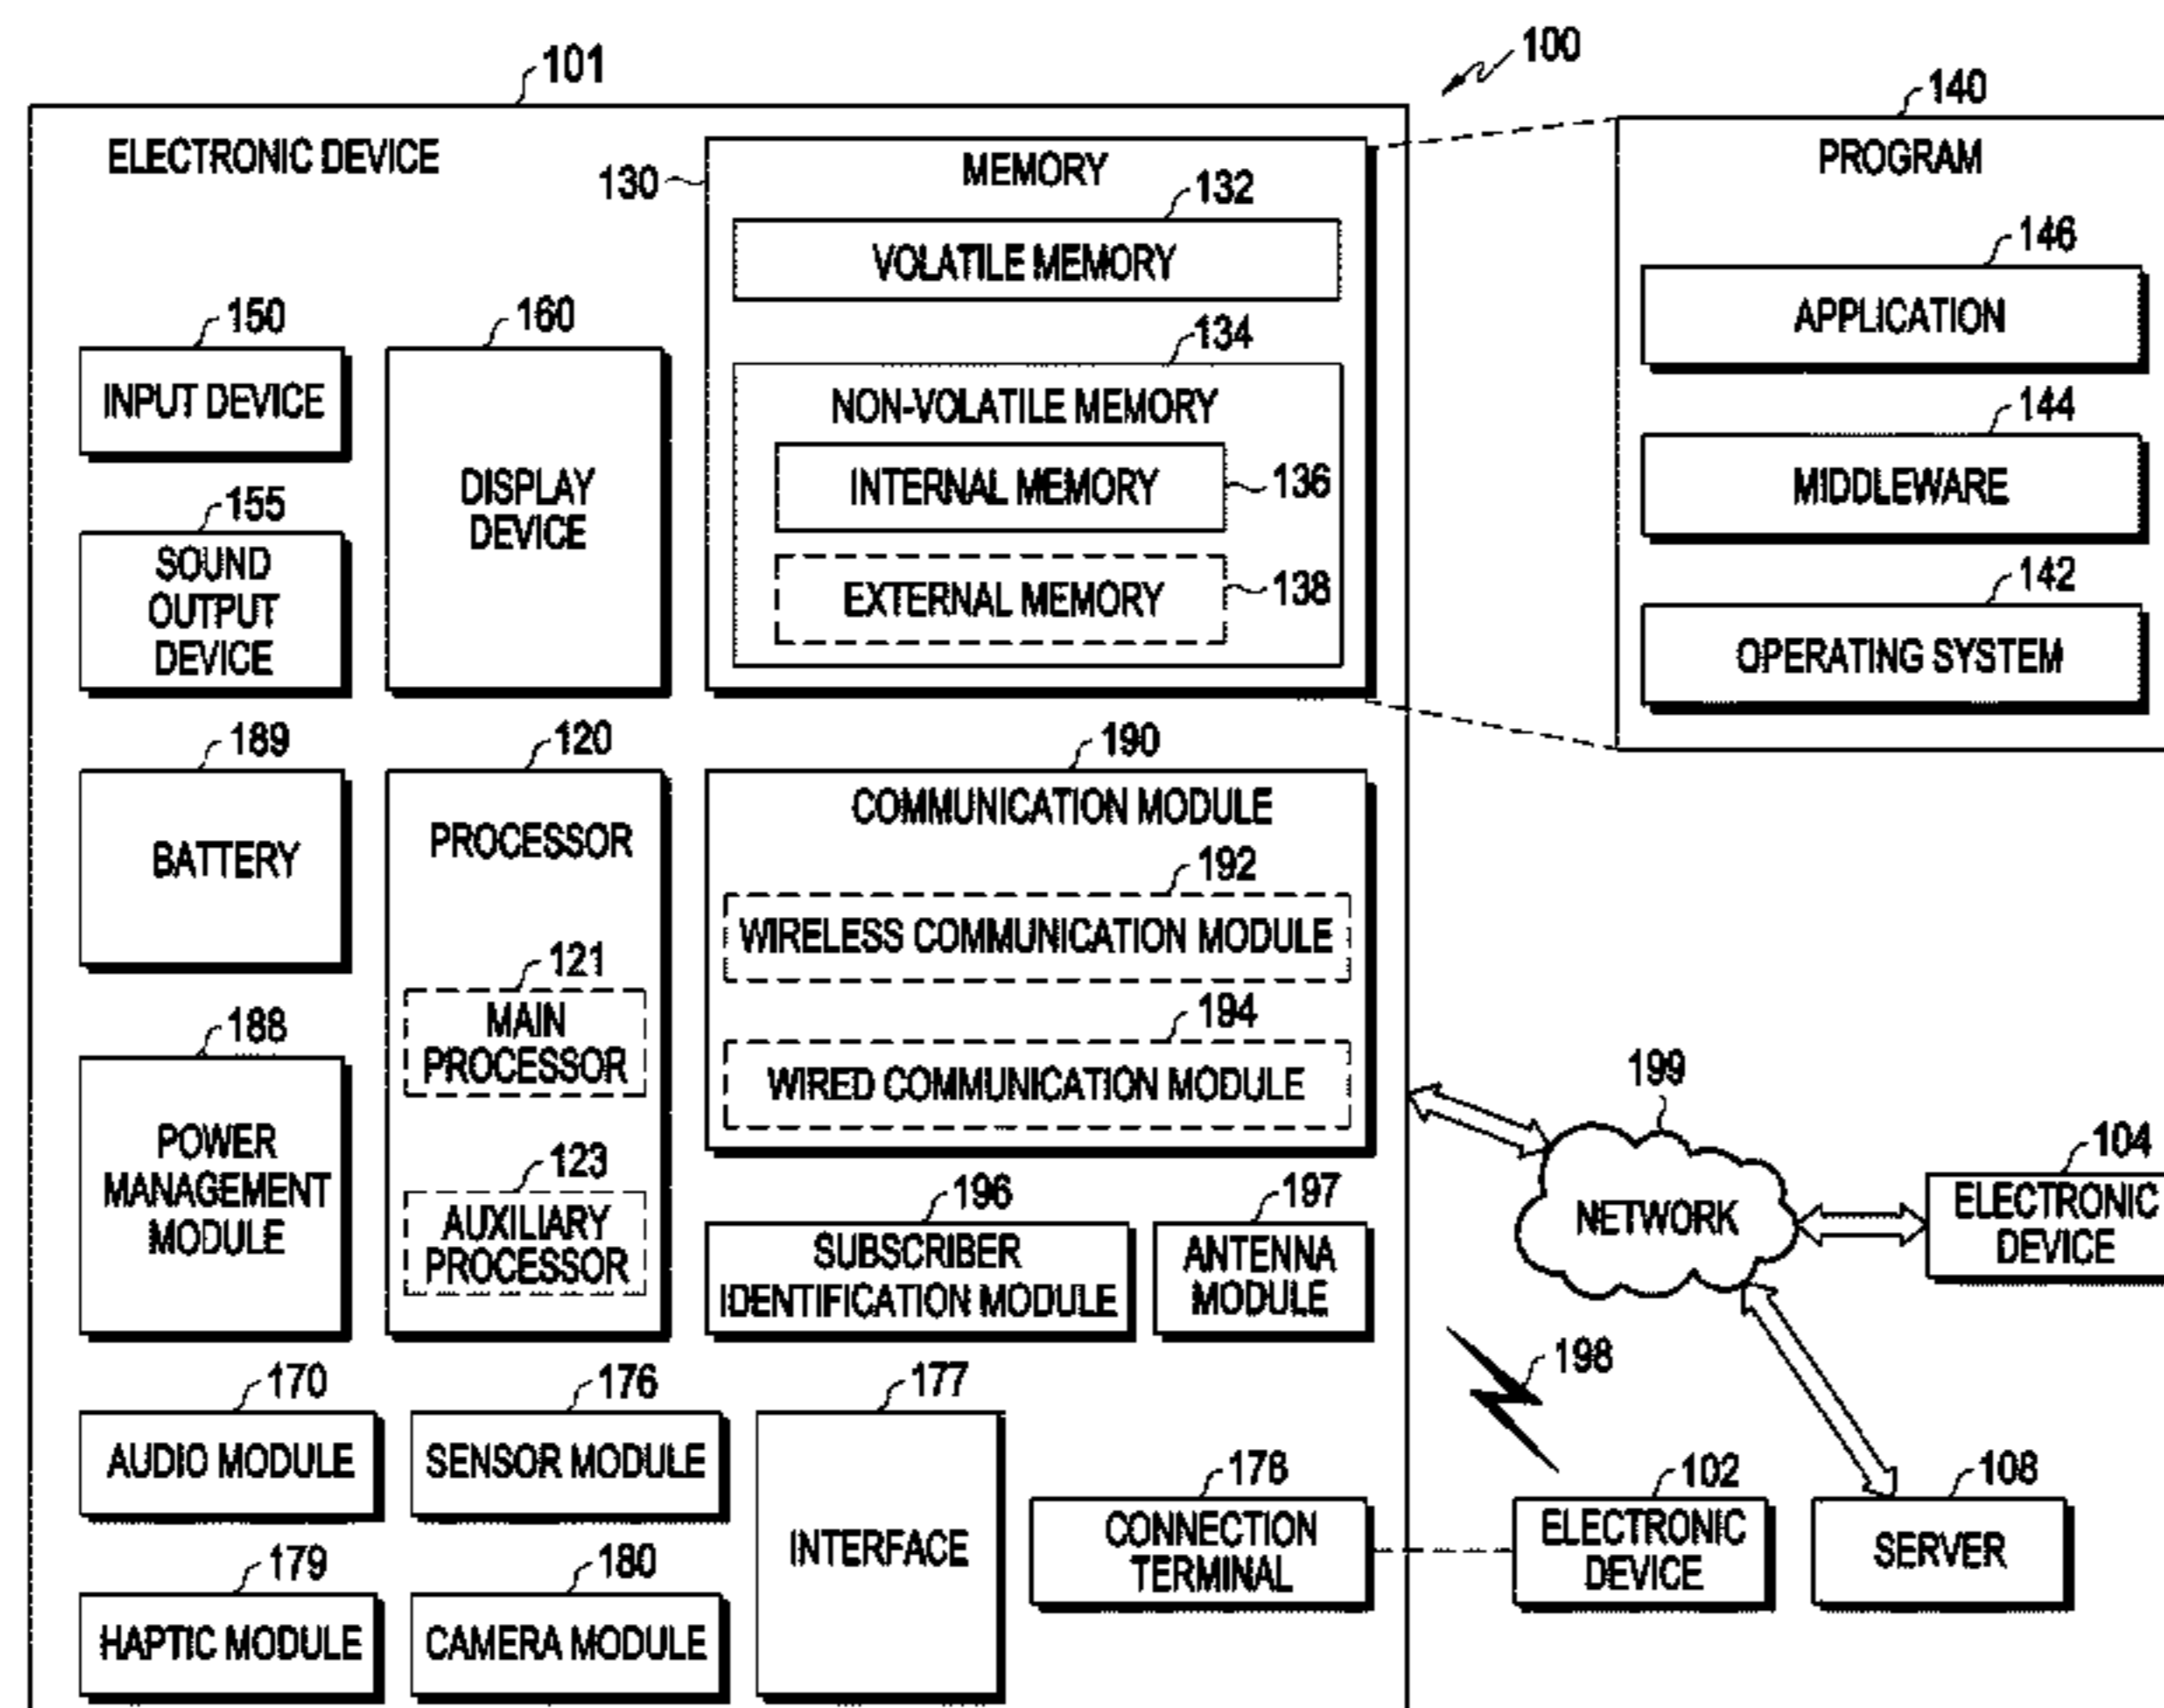 100
101
ELECTRONIC DEVICE
130
MEMORY
132
VOLATILE MEMORY
134
NON-VOLATILE MEMORY
INTERNAL MEMORY
136
EXTERNAL MEMORY
138
140
PROGRAM
146
APPLICATION
144
MIDDLEWARE
142
OPERATING SYSTEM
150
INPUT DEVICE
160
DISPLAY
DEVICE
155
SOUND
OUTPUT
DEVICE
189
BATTERY
120
PROCESSOR
121
MAIN
PROCESSOR
123
AUXILIARY
PROCESSOR
190
COMMUNICATION MODULE
192
WIRELESS COMMUNICATION MODULE
194
WIRED COMMUNICATION MODULE
188
POWER
MANAGEMENT
MODULE
196
SUBSCRIBER
IDENTIFICATION MODULE
197
ANTENNA
MODULE
199
NETWORK
104
ELECTRONIC
DEVICE
198
170
AUDIO MODULE
176
SENSOR MODULE
177
INTERFACE
178
CONNECTION
TERMINAL
102
ELECTRONIC
DEVICE
108
SERVER
179
HAPTIC MODULE
180
CAMERA MODULE